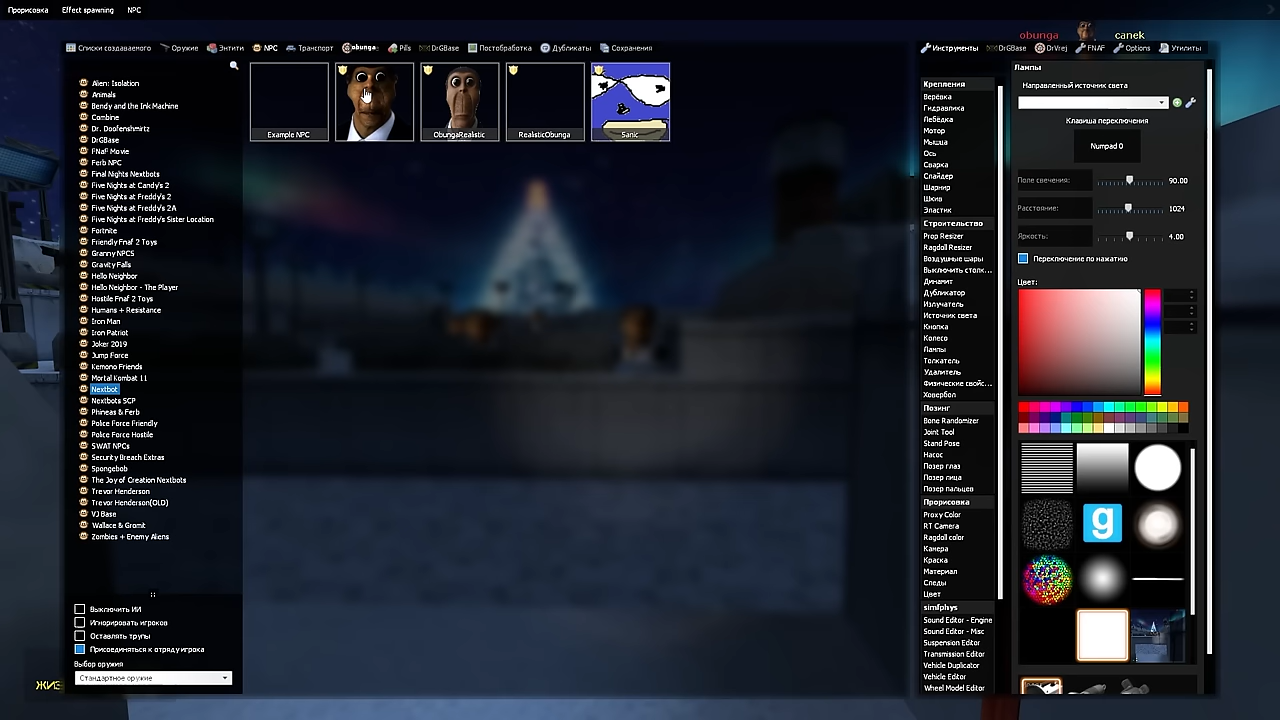 Прорисовка Effect spawning NPC
obunga canek
Списки создаваемого Оружие Энтити NPC Транспорт obunga Pills DrGBase Постобработка Дубликаты Сохранения
Инструменты DrGBase DrVrej FNAF Options Утилиты
Alien: Isolation
Animals
Bendy and the Ink Machine
Combine
Dr. Doofenshmirtz
DrGBase
FNaF Movie
Ferb NPC
Final Nights Nextbots
Five Nights at Candy's 2
Five Nights at Freddy's 2
Five Nights at Freddy's 2A
Five Nights at Freddy's Sister Location
Fortnite
Friendly Fnaf 2 Toys
Granny NPCS
Gravity Falls
Hello Neighbor
Hello Neighbor - The Player
Hostile Fnaf 2 Toys
Humans + Resistance
Iron Man
Iron Patriot
Joker 2019
Jump Force
Kemono Friends
Mortal Kombat 11
Nextbot
Nextbots SCP
Phineas & Ferb
Police Force Friendly
Police Force Hostile
SWAT NPCs
Security Breach Extras
Spongebob
The Joy of Creation Nextbots
Trevor Henderson
Trevor Henderson(OLD)
VJ Base
Wallace & Gromit
Zombies + Enemy Aliens
Выключить ИИ
Игнорировать игроков
Оставлять трупы
Присоединяться к отряду игрока
Выбор оружия
Стандартное оружие
Example NPC
ObungaRealistic
RealisticObunga
Sanic
Крепления
Верёвка
Гидравлика
Лебёдка
Мотор
Мышца
Ось
Сварка
Слайдер
Шарнир
Шкив
Эластик
Строительство
Prop Resizer
Ragdoll Resizer
Воздушные шары
Выключить столк...
Динамит
Дубликатор
Излучатель
Источник света
Кнопка
Колесо
Лампы
Толкатель
Удалитель
Физические свойс...
Ховербол
Позинг
Bone Randomizer
Joint Tool
Stand Pose
Насос
Позер глаз
Позер лица
Позер пальцев
Прорисовка
Proxy Color
RT Camera
Ragdoll color
Камера
Краска
Материал
Следы
Цвет
simfphys
Sound Editor - Engine
Sound Editor - Misc
Suspension Editor
Transmission Editor
Vehicle Duplicator
Vehicle Editor
Wheel Model Editor
Лампы
Направленный источник света
Клавиша переключения
Numpad 0
Поле свечения: 90.00
Расстояние: 1024
Яркость: 4.00
Переключение по нажатию
Цвет:
g